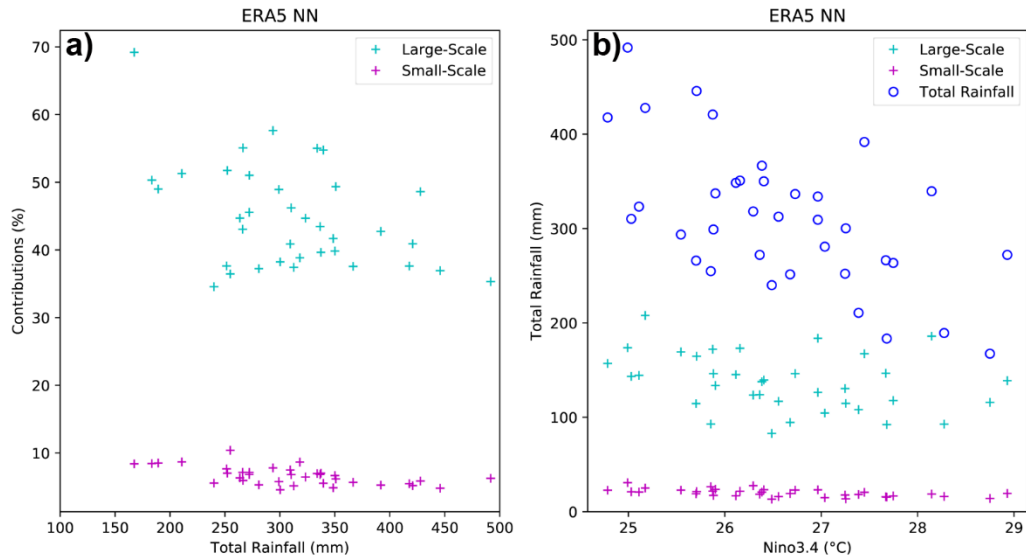 ERA5 NN
a)
Large-Scale
Small-Scale
Contributions (%)
70
60
50
40
30
20
10
100 150 200 250 300 350 400 450 500
Total Rainfall (mm)
ERA5 NN
b)
Large-Scale
Small-Scale
Total Rainfall
Total Rainfall (mm)
500
400
300
200
100
0
25 26 27 28 29
Nino3.4 (°C)